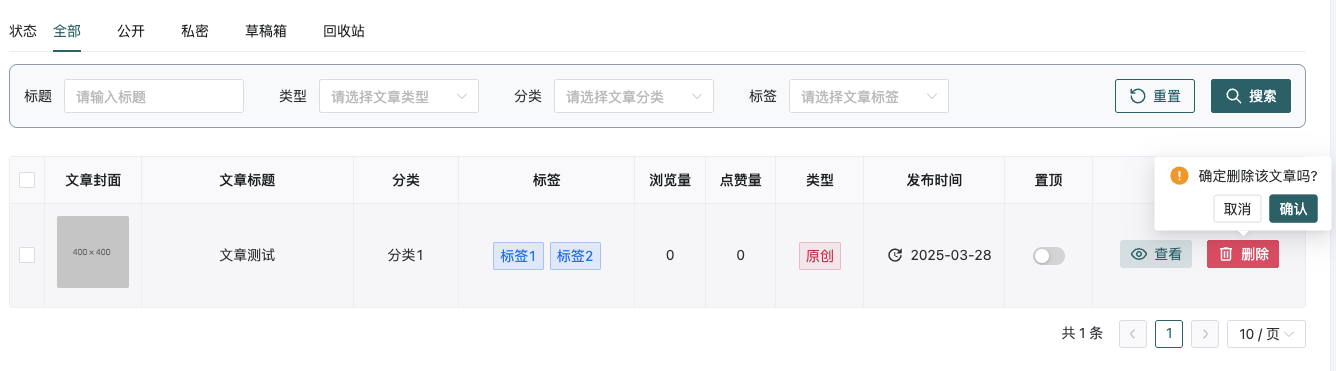 状态 全部 公开 私密 草稿箱 回收站
标题 请输入标题 类型 请选择文章类型 分类 请选择文章分类 标签 请选择文章标签 重置 搜索
文章封面 文章标题 分类 标签 浏览量 点赞量 类型 发布时间 置顶
确定删除该文章吗?
取消 确认
400 × 400 文章测试 分类1 标签1 标签2 0 0 原创 2025-03-28 查看 删除
共 1 条 1 10 / 页